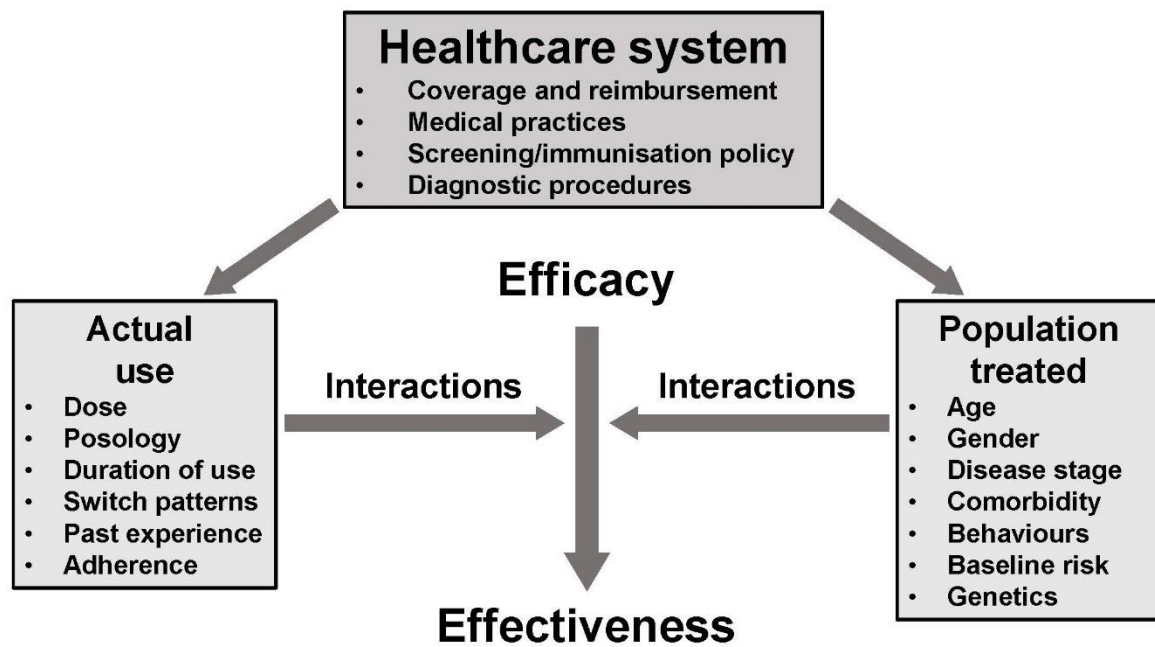 Healthcare system
• Coverage and reimbursement
• Medical practices
• Screening/immunisation policy
• Diagnostic procedures
Efficacy
Actual
use
• Dose
• Posology
• Duration of use
• Switch patterns
• Past experience
• Adherence
Interactions
Interactions
Population
treated
• Age
• Gender
• Disease stage
• Comorbidity
• Behaviours
• Baseline risk
• Genetics
Effectiveness